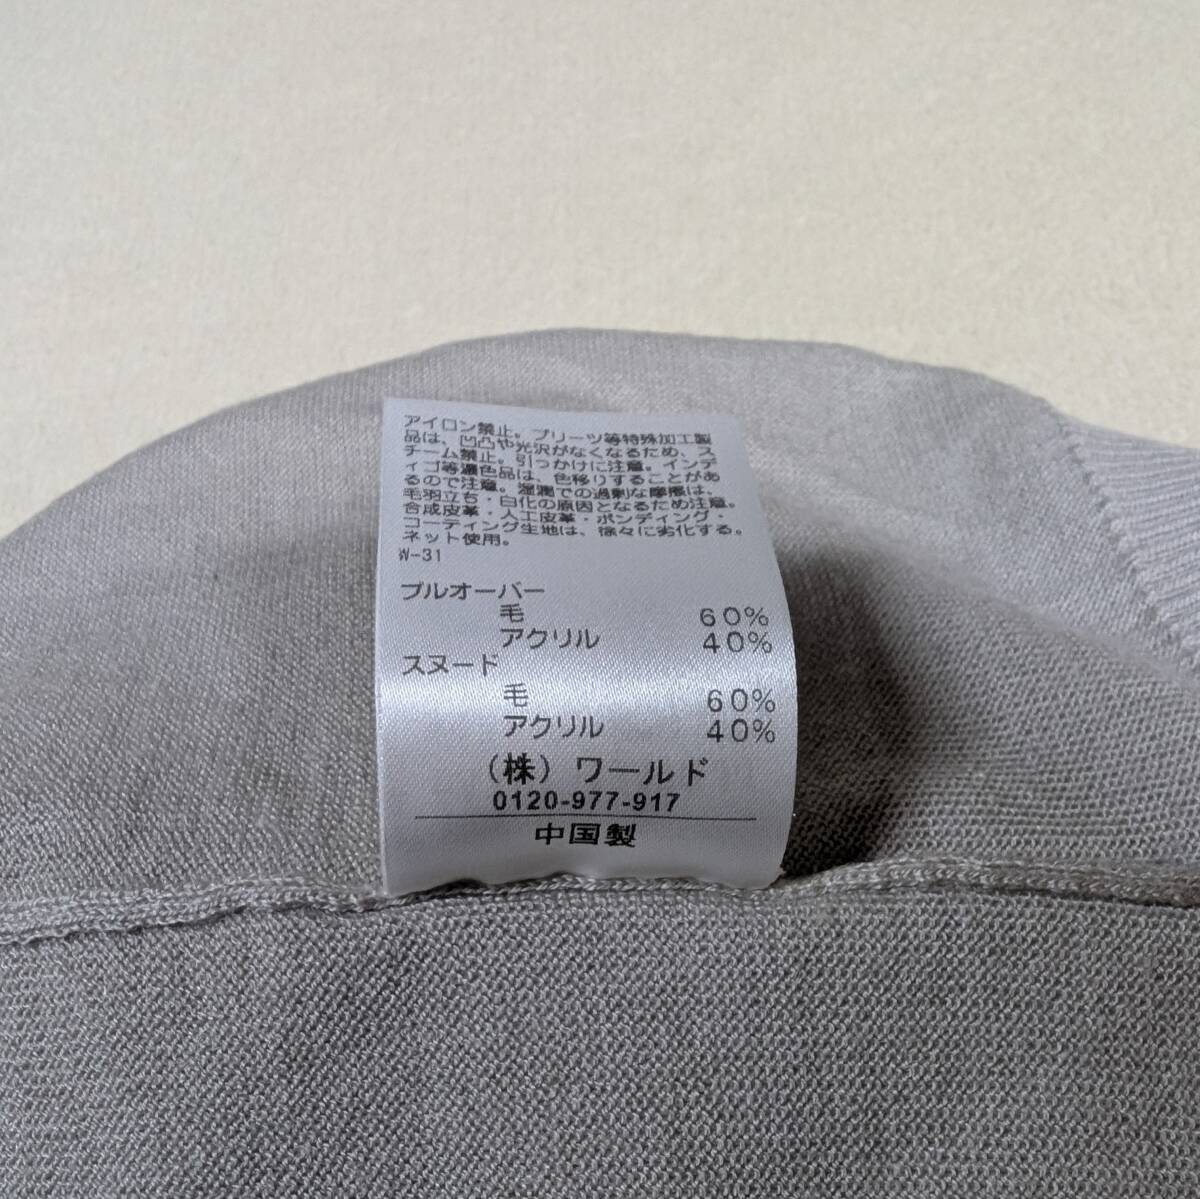 アイロン禁止。プリーツ等特殊加工製
品は、凹凸や光沢がなくなるため、ス
チーム禁止。引っかけに注意。インデ
ィゴ等濃色品は、色移りすることがあ
るので注意。湿潤での過剰な摩擦は、
毛羽立ち・白化の原因となるため注意。
合成皮革・人工皮革・ボンディング・
コーティング生地は、徐々に劣化する。
ネット使用。
W-31
プルオーバー
毛 60%
アクリル 40%
スヌード
毛 60%
アクリル 40%
（株）ワールド
0120-977-917
中国製